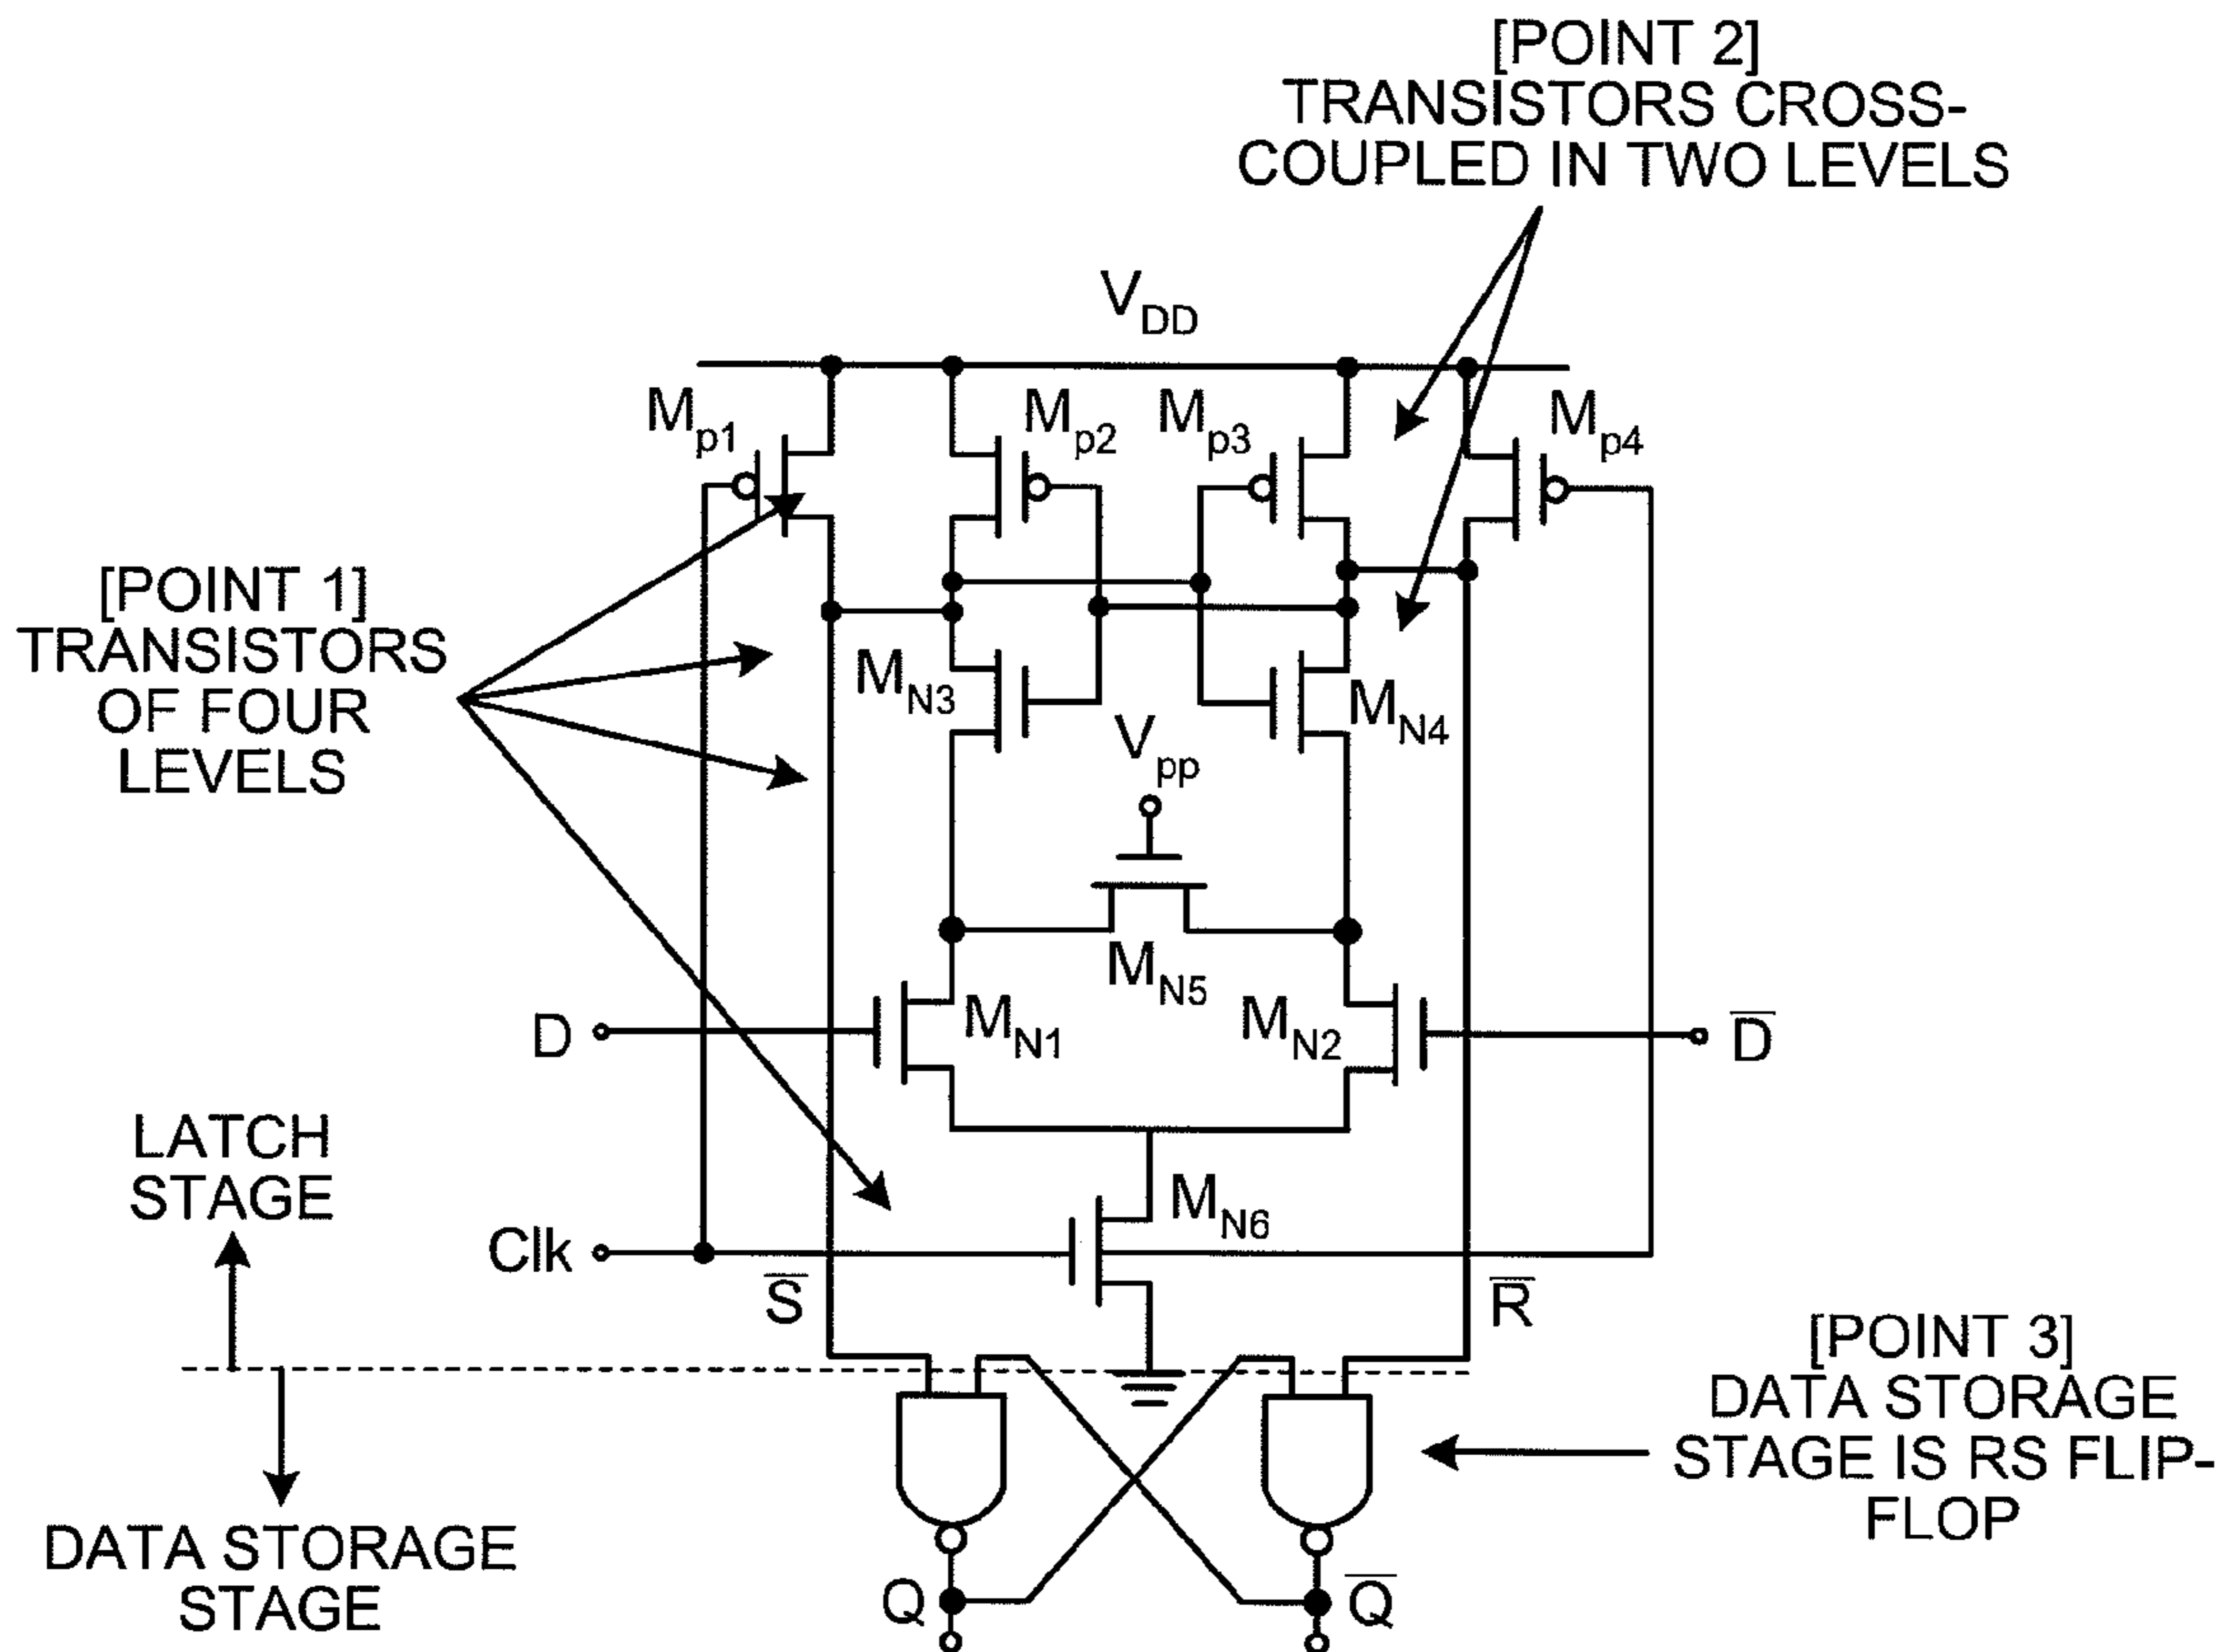 [POINT 2]
TRANSISTORS CROSS-
COUPLED IN TWO LEVELS
VDD
Mp1
Mp2
Mp3
Mp4
[POINT 1]
TRANSISTORS
OF FOUR
LEVELS
MN3
MN4
Vpp
MN5
D
MN1
MN2
D̅
LATCH
STAGE
MN6
Clk
S̅
R̅
[POINT 3]
DATA STORAGE
STAGE IS RS FLIP-
FLOP
DATA STORAGE
STAGE
Q
Q̅